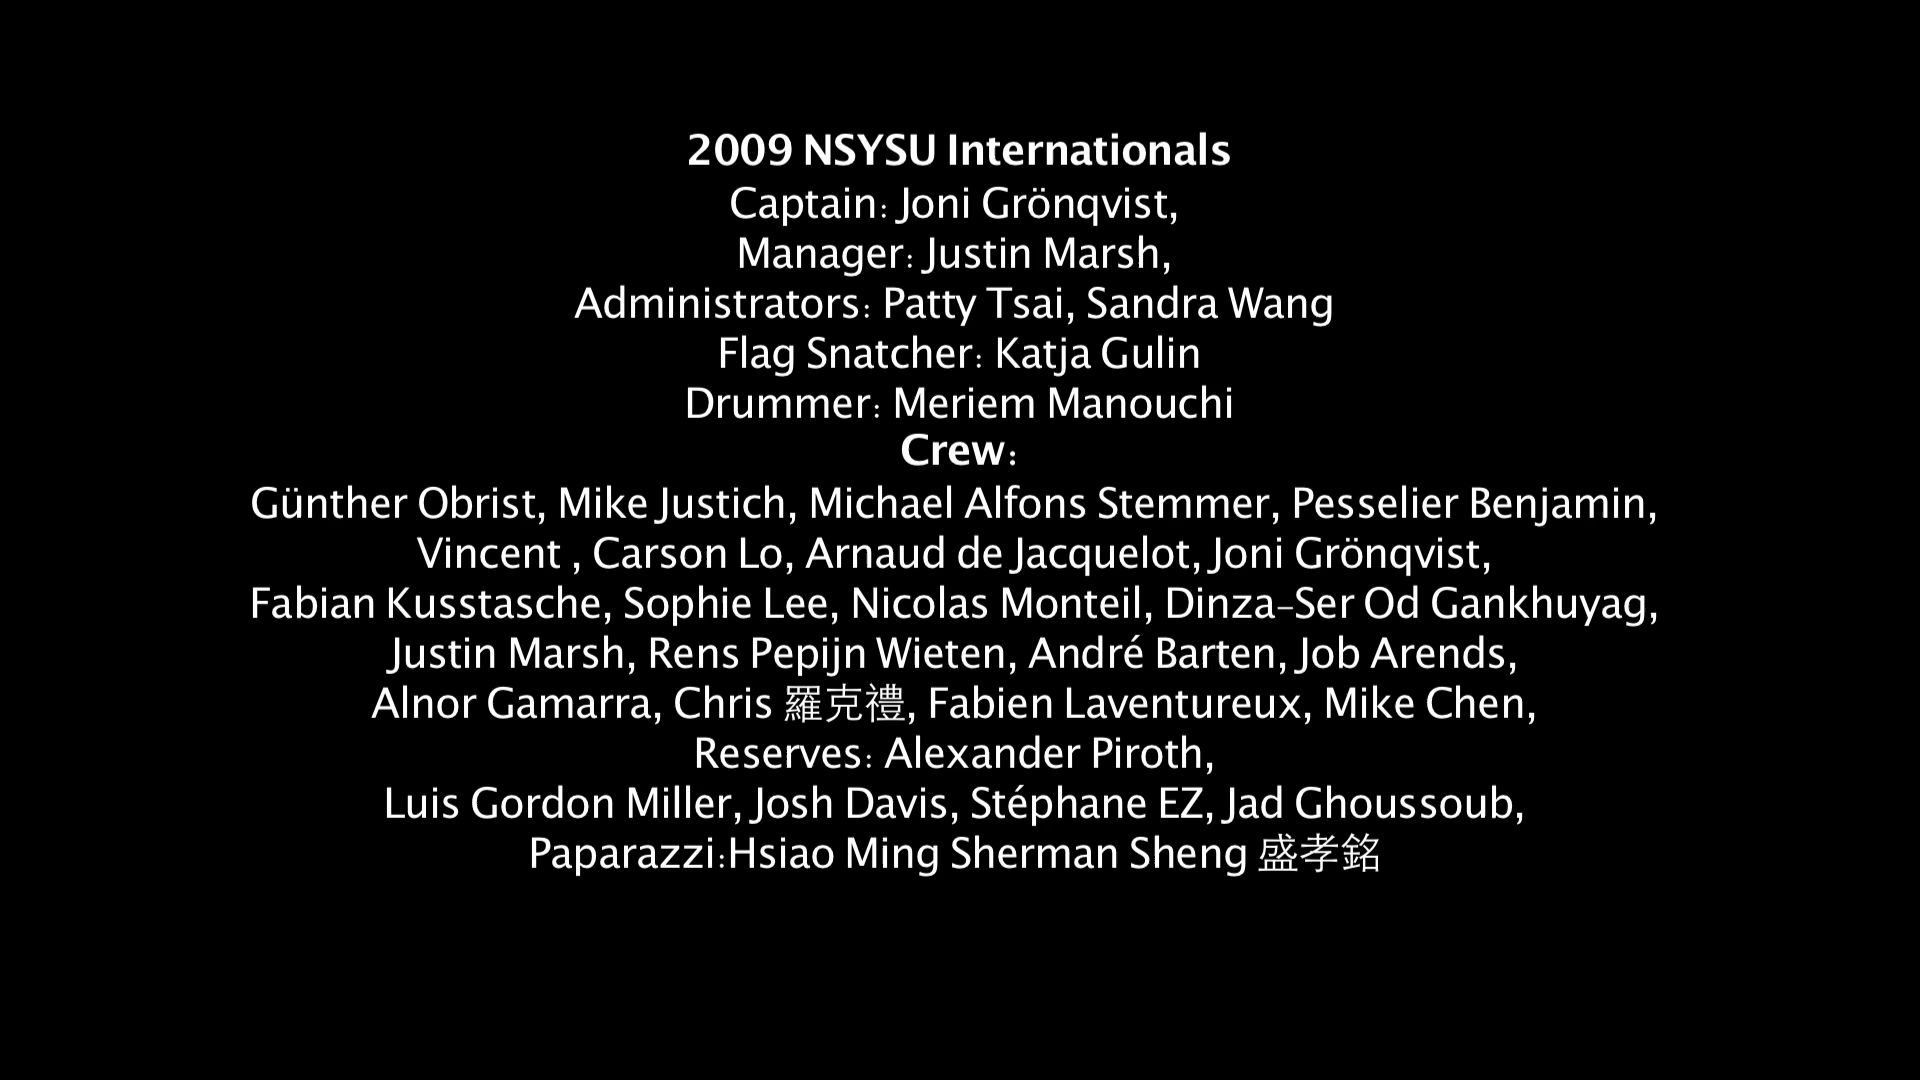 2009 NSYSU Internationals
Captain: Joni Grönqvist,
Manager: Justin Marsh,
Administrators: Patty Tsai, Sandra Wang
Flag Snatcher: Katja Gulin
Drummer: Meriem Manouchi
Crew:
Günther Obrist, Mike Justich, Michael Alfons Stemmer, Pesselier Benjamin,
Vincent , Carson Lo, Arnaud de Jacquelot, Joni Grönqvist,
Fabian Kusstasche, Sophie Lee, Nicolas Monteil, Dinza-Ser Od Gankhuyag,
Justin Marsh, Rens Pepijn Wieten, André Barten, Job Arends,
Alnor Gamarra, Chris 羅克禮, Fabien Laventureux, Mike Chen,
Reserves: Alexander Piroth,
Luis Gordon Miller, Josh Davis, Stéphane EZ, Jad Ghoussoub,
Paparazzi:Hsiao Ming Sherman Sheng 盛孝銘